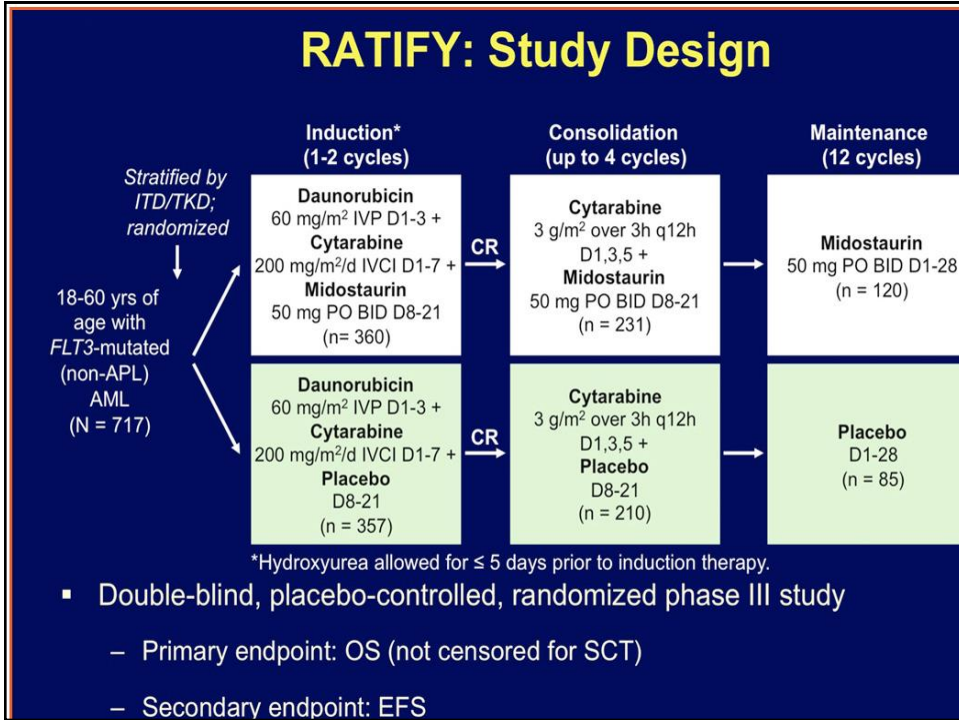 RATIFY: Study Design
Stratified by
ITD/TKD;
randomized
18-60 yrs of
age with
FLT3-mutated
(non-APL)
AML
(N = 717)
Induction*
(1-2 cycles)
Daunorubicin
60 mg/m² IVP D1-3 +
Cytarabine
200 mg/m²/d IVCI D1-7 +
Midostaurin
50 mg PO BID D8-21
(n= 360)
CR
Consolidation
(up to 4 cycles)
Cytarabine
3 g/m² over 3h q12h
D1,3,5 +
Midostaurin
50 mg PO BID D8-21
(n = 231)
Maintenance
(12 cycles)
Midostaurin
50 mg PO BID D1-28
(n = 120)
Daunorubicin
60 mg/m² IVP D1-3 +
Cytarabine
200 mg/m²/d IVCI D1-7 +
Placebo
D8-21
(n = 357)
CR
Cytarabine
3 g/m² over 3h q12h
D1,3,5 +
Placebo
D8-21
(n = 210)
Placebo
D1-28
(n = 85)
*Hydroxyurea allowed for ≤ 5 days prior to induction therapy.
▪ Double-blind, placebo-controlled, randomized phase III study
– Primary endpoint: OS (not censored for SCT)
– Secondary endpoint: EFS